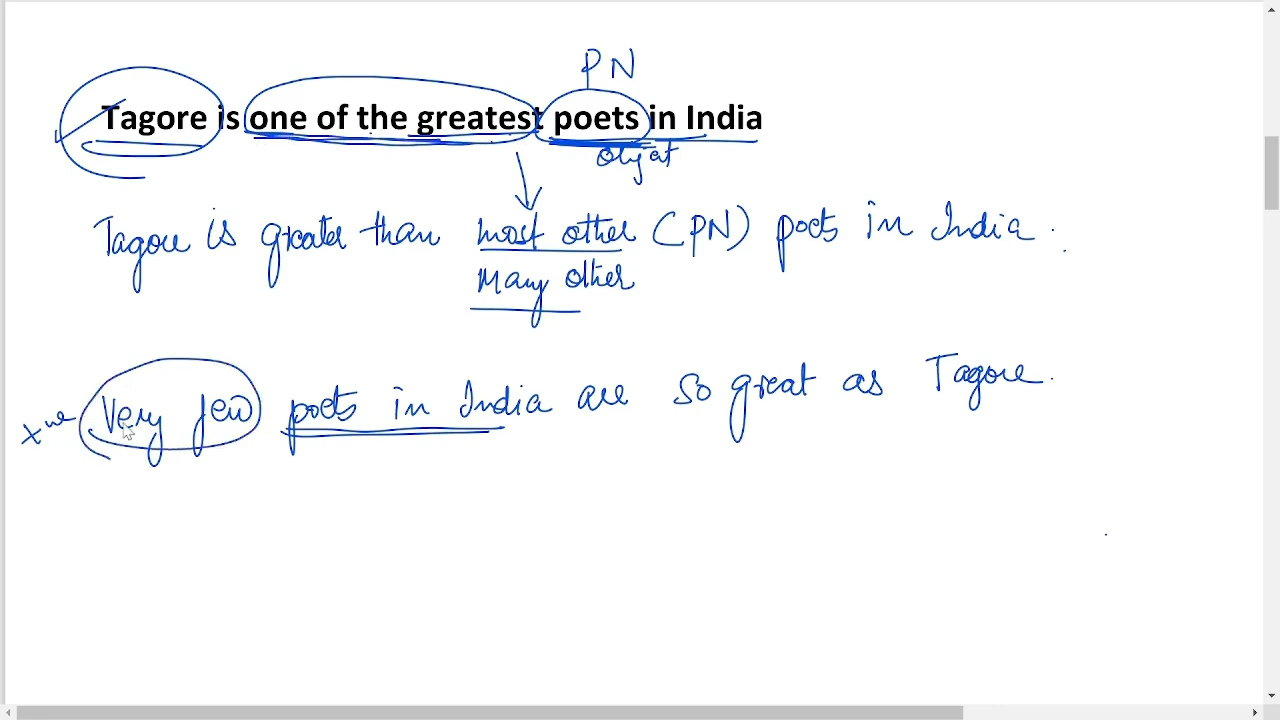 PN
Tagore is one of the greatest poets in India
object
Tagore is greater than most other (PN) poets in India.
Many other
+ve Very few poets in India are so great as Tagore.